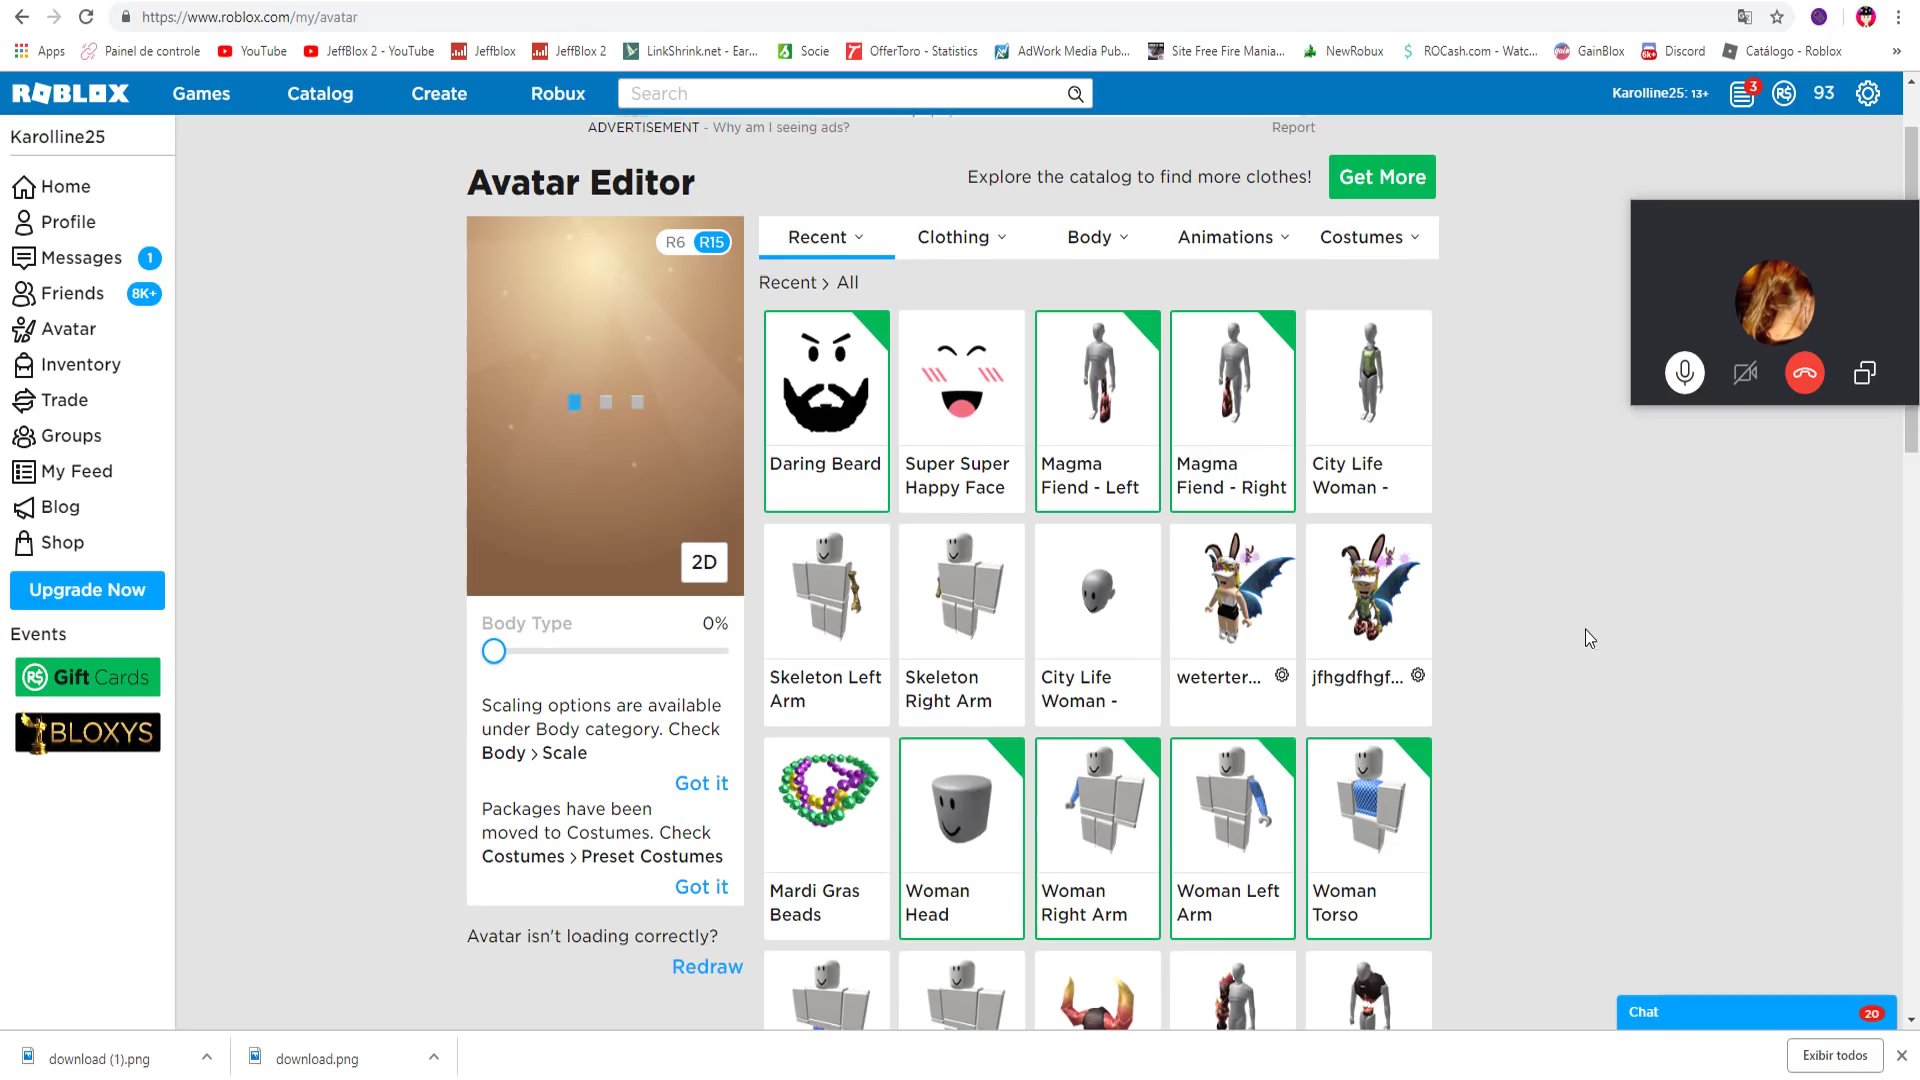 https://www.roblox.com/my/avatar
Apps
Painel de controle
YouTube
JeffBlox 2 - YouTube
Jeffblox
JeffBlox 2
LinkShrink.net - Ear...
Socie
OfferToro - Statistics
AdWork Media Pub...
Site Free Fire Mania...
NewRobux
ROCash.com - Watc...
GainBlox
Discord
Catálogo - Roblox
»
ROBLOX
Games
Catalog
Create
Robux
Search
Karolline25: 13+
3
93
Karolline25
Home
Profile
Messages
1
Friends
8K+
Avatar
Inventory
Trade
Groups
My Feed
Blog
Shop
Upgrade Now
Events
Gift Cards
BLOXYS
ADVERTISEMENT - Why am I seeing ads?
Report
Avatar Editor
Explore the catalog to find more clothes!
Get More
R6
R15
2D
Body Type
0%
Scaling options are available
under Body category. Check
Body > Scale
Got it
Packages have been
moved to Costumes. Check
Costumes > Preset Costumes
Got it
Avatar isn't loading correctly?
Redraw
Recent
Clothing
Body
Animations
Costumes
Recent > All
Daring Beard
Super Super
Happy Face
Magma
Fiend - Left
Magma
Fiend - Right
City Life
Woman -
Skeleton Left
Arm
Skeleton
Right Arm
City Life
Woman -
weterter...
jfhgdfhgf...
Mardi Gras
Beads
Woman
Head
Woman
Right Arm
Woman Left
Arm
Woman
Torso
Chat
20
download (1).png
download.png
Exibir todos